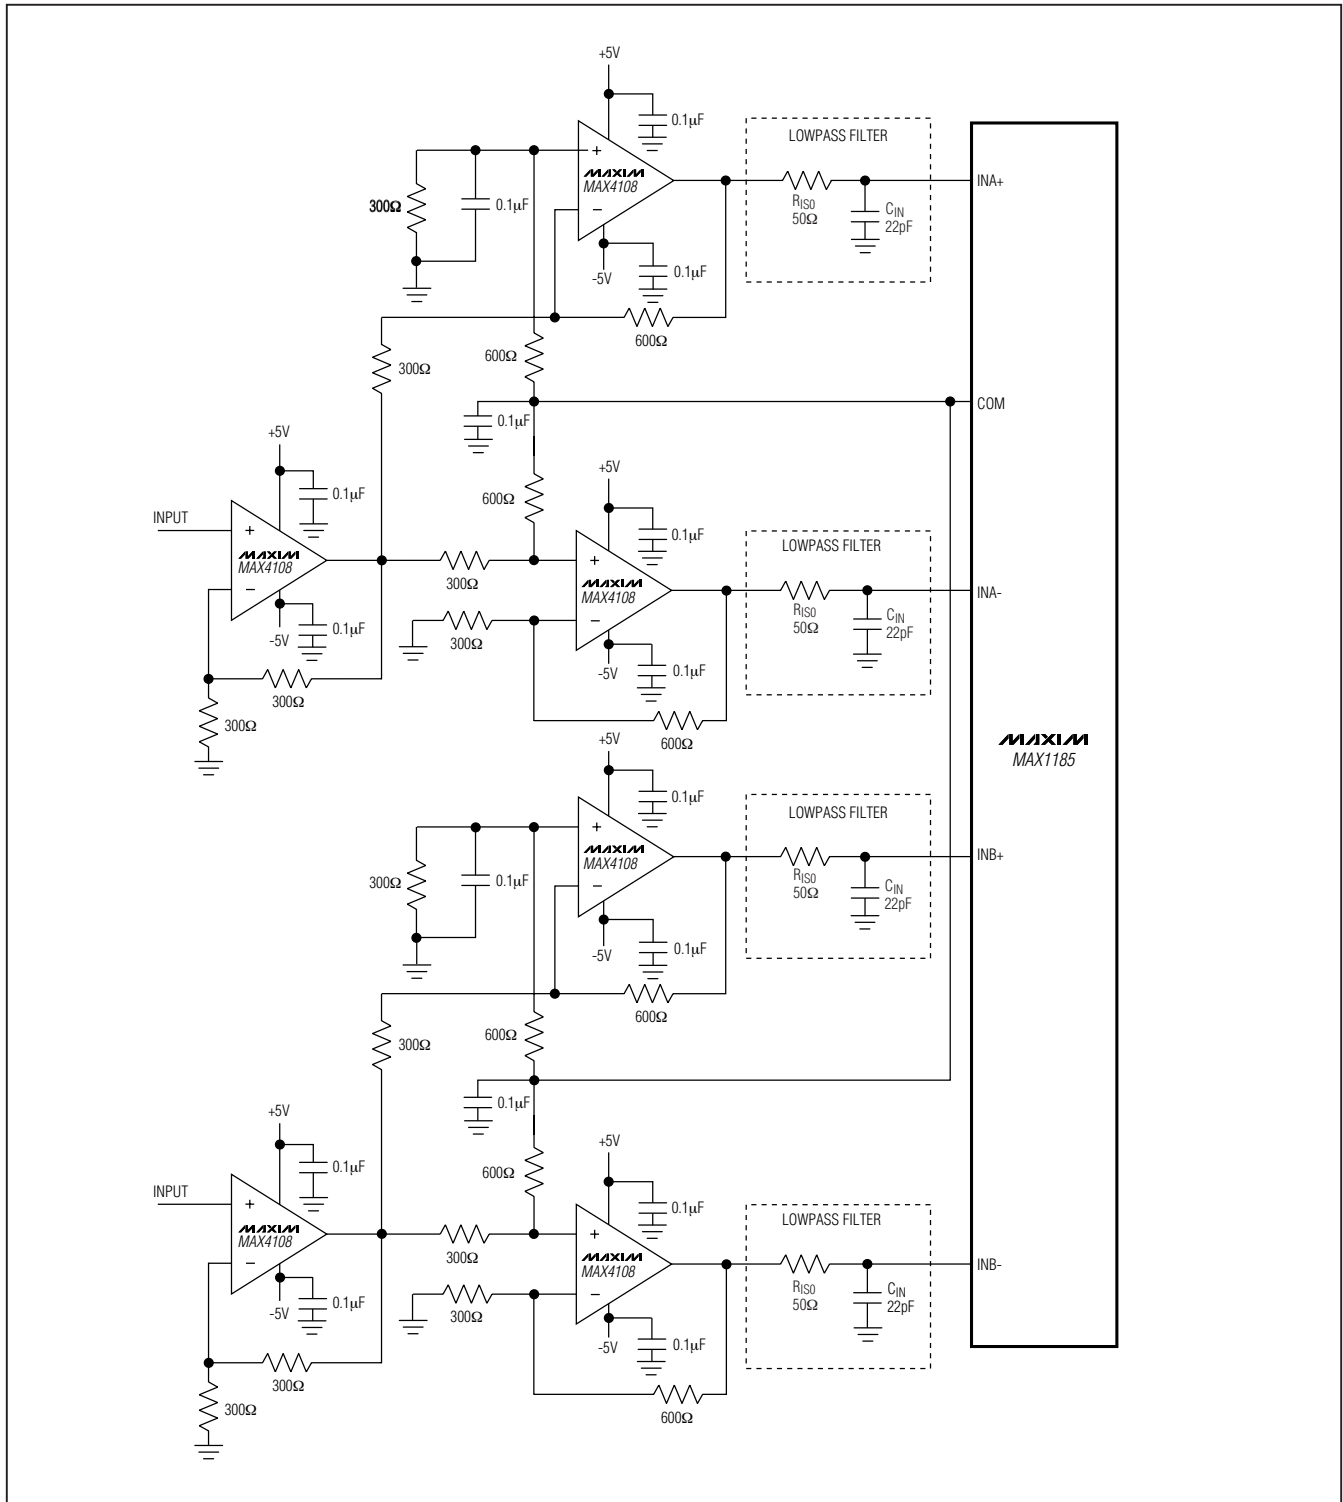 +5V
0.1µF
LOWPASS FILTER
+
MAXIM
MAX4108
INA+
300Ω
0.1µF
RISO
50Ω
CIN
22pF
−
0.1µF
-5V
600Ω
300Ω
600Ω
COM
0.1µF
+5V
+5V
0.1µF
600Ω
INPUT
0.1µF
LOWPASS FILTER
+
MAXIM
MAX4108
300Ω
+
MAXIM
MAX4108
INA-
−
RISO
50Ω
CIN
22pF
-5V
0.1µF
300Ω
−
0.1µF
-5V
300Ω
300Ω
600Ω
+5V
MAXIM
MAX1185
0.1µF
LOWPASS FILTER
+
MAXIM
MAX4108
INB+
300Ω
0.1µF
RISO
50Ω
CIN
22pF
−
0.1µF
-5V
600Ω
300Ω
600Ω
0.1µF
+5V
+5V
0.1µF
600Ω
INPUT
0.1µF
LOWPASS FILTER
+
MAXIM
MAX4108
300Ω
+
MAXIM
MAX4108
INB-
−
RISO
50Ω
CIN
22pF
-5V
0.1µF
300Ω
−
0.1µF
-5V
300Ω
300Ω
600Ω